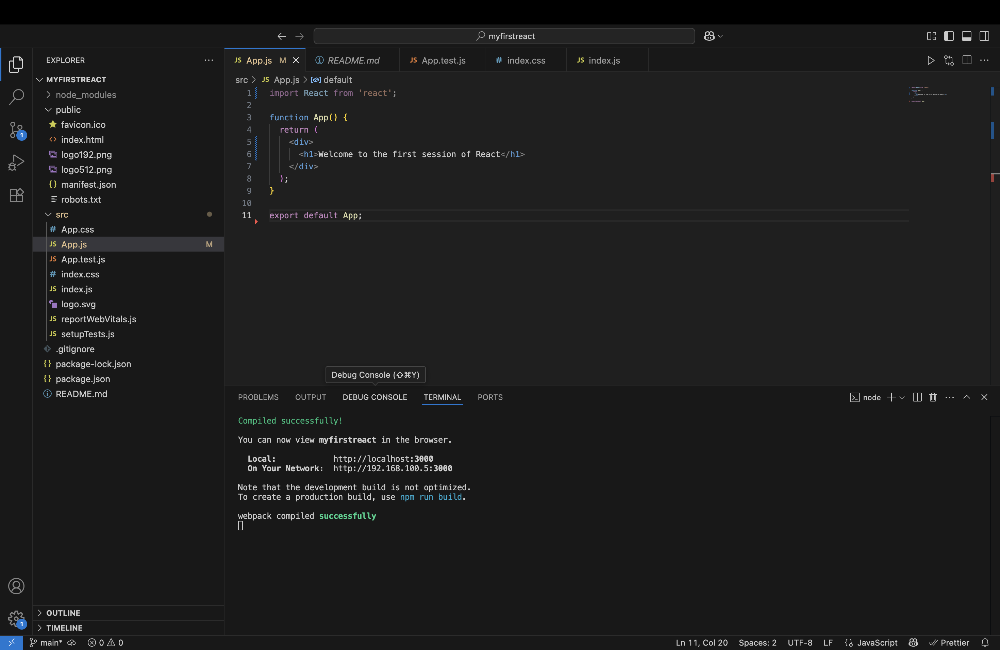 myfirstreact
EXPLORER
MYFIRSTREACT
node_modules
public
favicon.ico
index.html
logo192.png
logo512.png
manifest.json
robots.txt
src
App.css
App.js M
App.test.js
index.css
index.js
logo.svg
reportWebVitals.js
setupTests.js
.gitignore
package-lock.json
package.json
README.md
OUTLINE
TIMELINE
JS App.js M
README.md
JS App.test.js
# index.css
JS index.js
src > JS App.js > default
1 import React from 'react';
2
3 function App() {
4 return (
5 <div>
6 <h1>Welcome to the first session of React</h1>
7 </div>
8 );
9 }
10
11 export default App;
Debug Console (⇧⌘Y)
PROBLEMS OUTPUT DEBUG CONSOLE TERMINAL PORTS
node
Compiled successfully!
You can now view myfirstreact in the browser.
Local: http://localhost:3000
On Your Network: http://192.168.100.5:3000
Note that the development build is not optimized.
To create a production build, use npm run build.
webpack compiled successfully
1
1
main* 0 0
Ln 11, Col 20 Spaces: 2 UTF-8 LF JavaScript Prettier